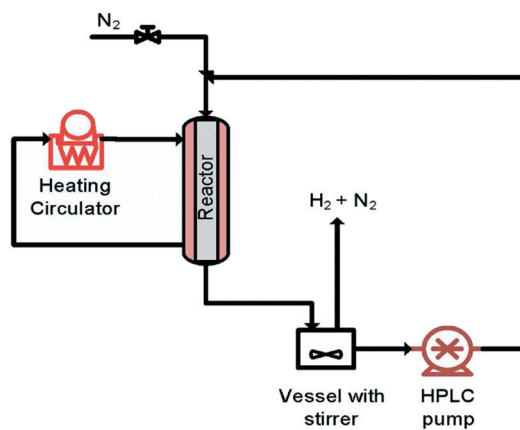 N₂
Reactor
Heating
Circulator
H₂ + N₂
Vessel with
stirrer
HPLC
pump